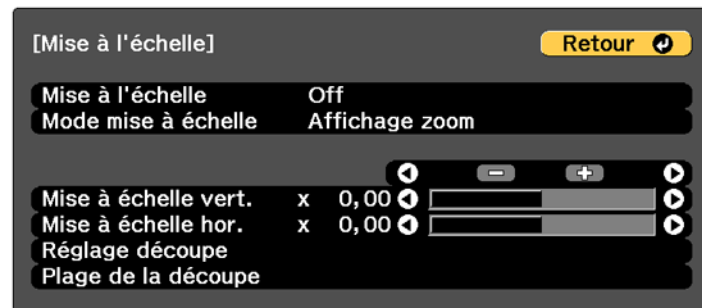 [Mise à l'échelle] Retour
Mise à l'échelle Off
Mode mise à échelle Affichage zoom
Mise à échelle vert. x 0,00
Mise à échelle hor. x 0,00
Réglage découpe
Plage de la découpe